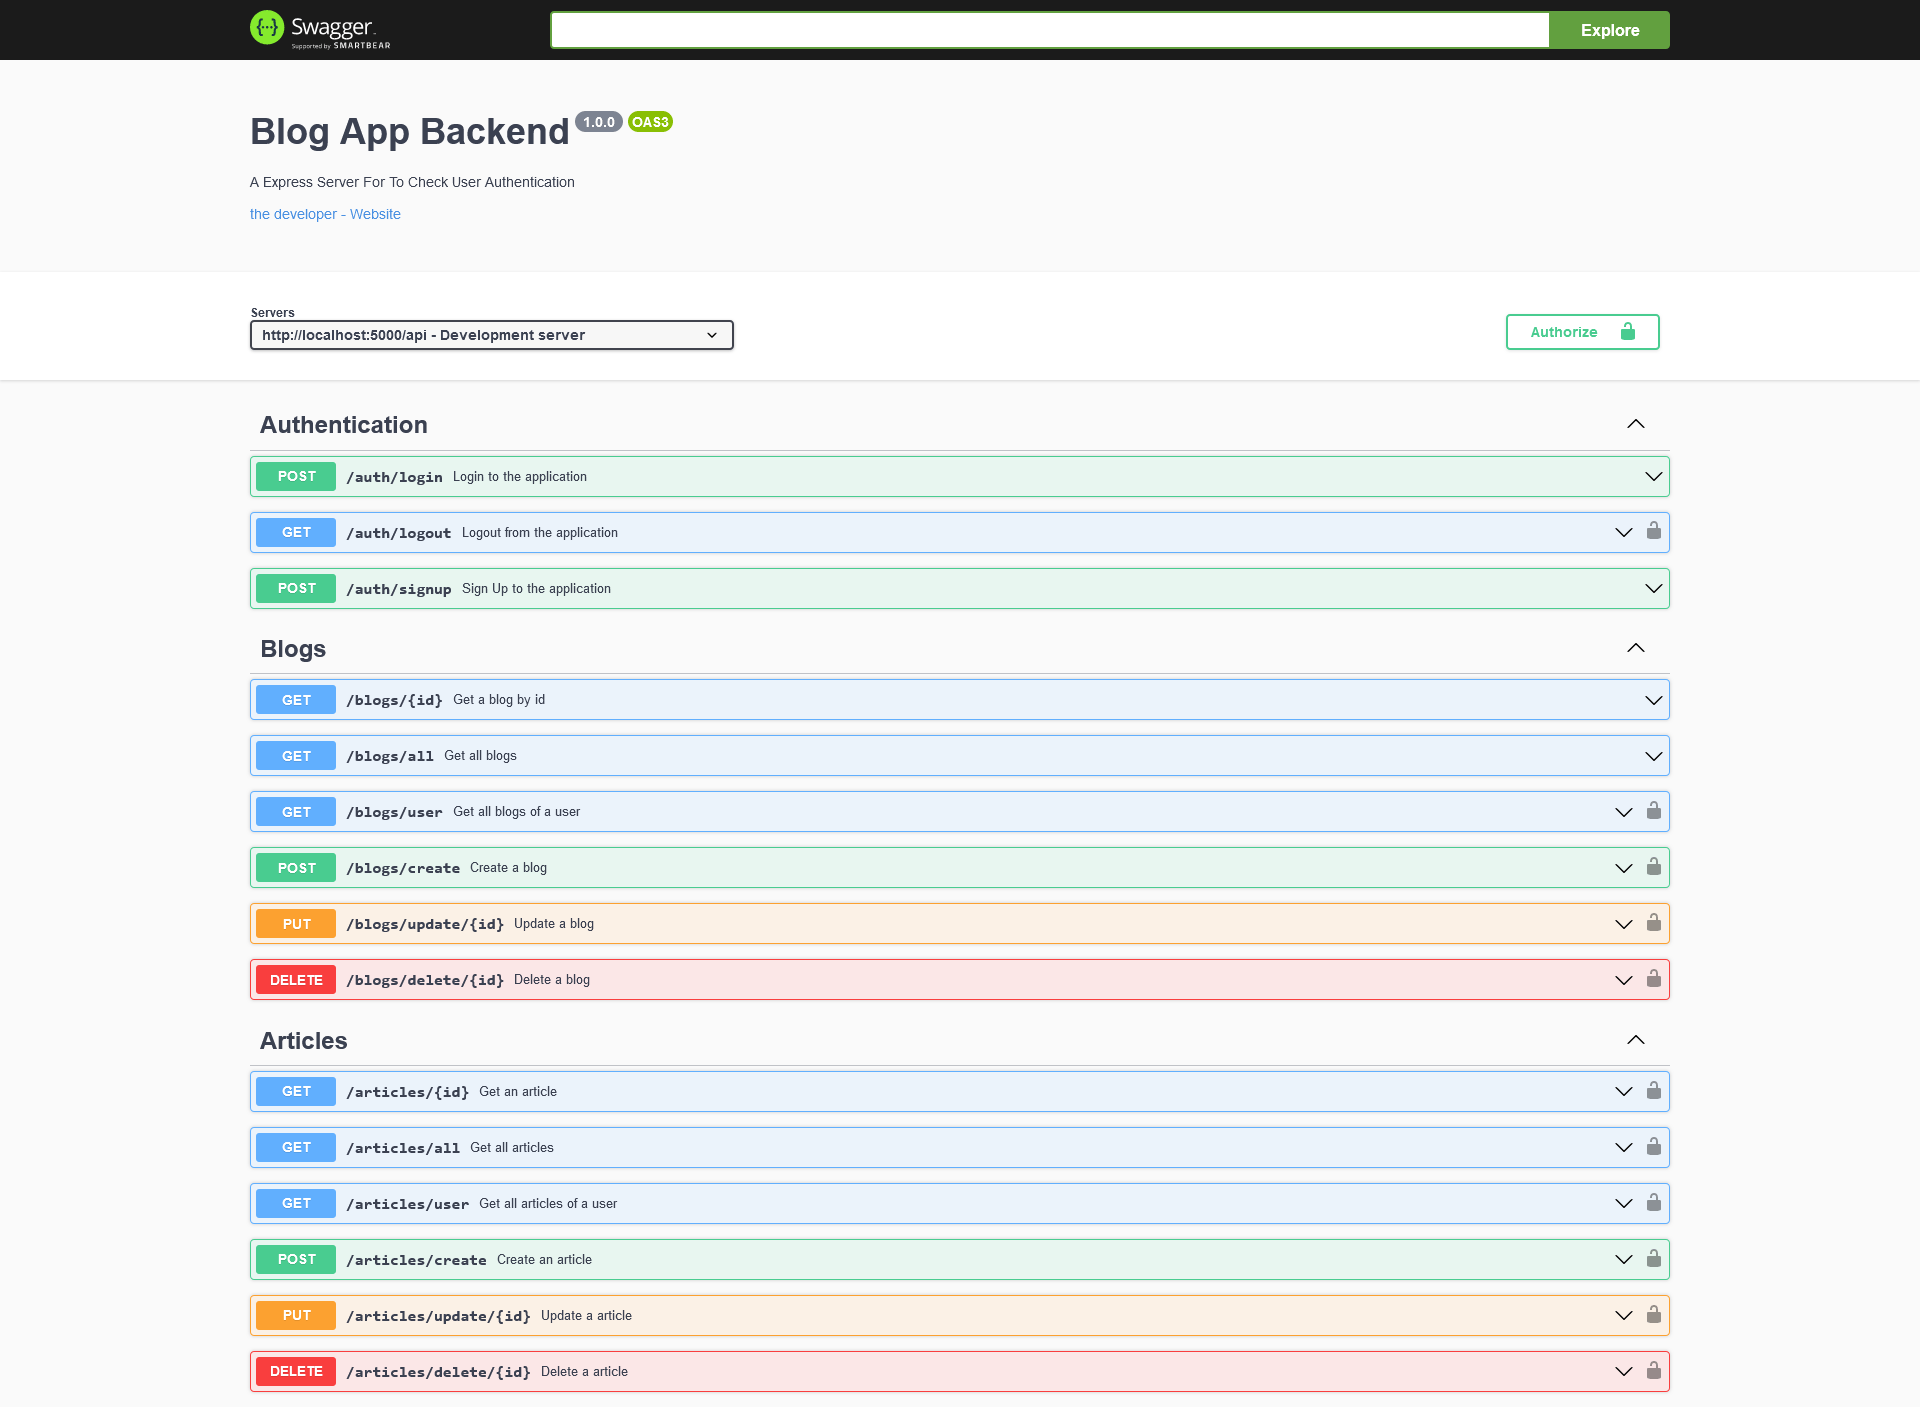 Swagger
Supported by SMARTBEAR
Explore
Blog App Backend 1.0.0 OAS3
A Express Server For To Check User Authentication
the developer - Website
Servers
http://localhost:5000/api - Development server
Authorize
Authentication
POST /auth/login Login to the application
GET /auth/logout Logout from the application
POST /auth/signup Sign Up to the application
Blogs
GET /blogs/{id} Get a blog by id
GET /blogs/all Get all blogs
GET /blogs/user Get all blogs of a user
POST /blogs/create Create a blog
PUT /blogs/update/{id} Update a blog
DELETE /blogs/delete/{id} Delete a blog
Articles
GET /articles/{id} Get an article
GET /articles/all Get all articles
GET /articles/user Get all articles of a user
POST /articles/create Create an article
PUT /articles/update/{id} Update a article
DELETE /articles/delete/{id} Delete a article